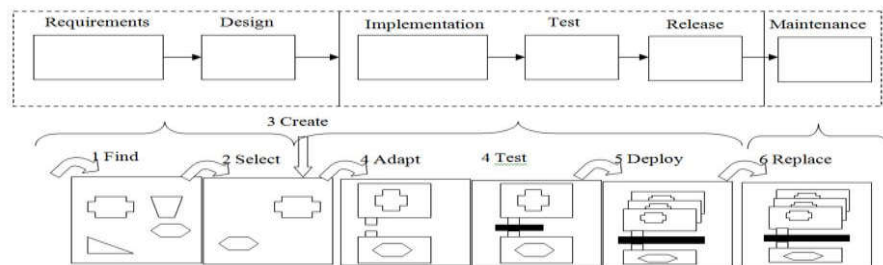 Requirements
Design
Implementation
Test
Release
Maintenance
3 Create
1 Find
2 Select
4 Adapt
4 Test
5 Deploy
6 Replace